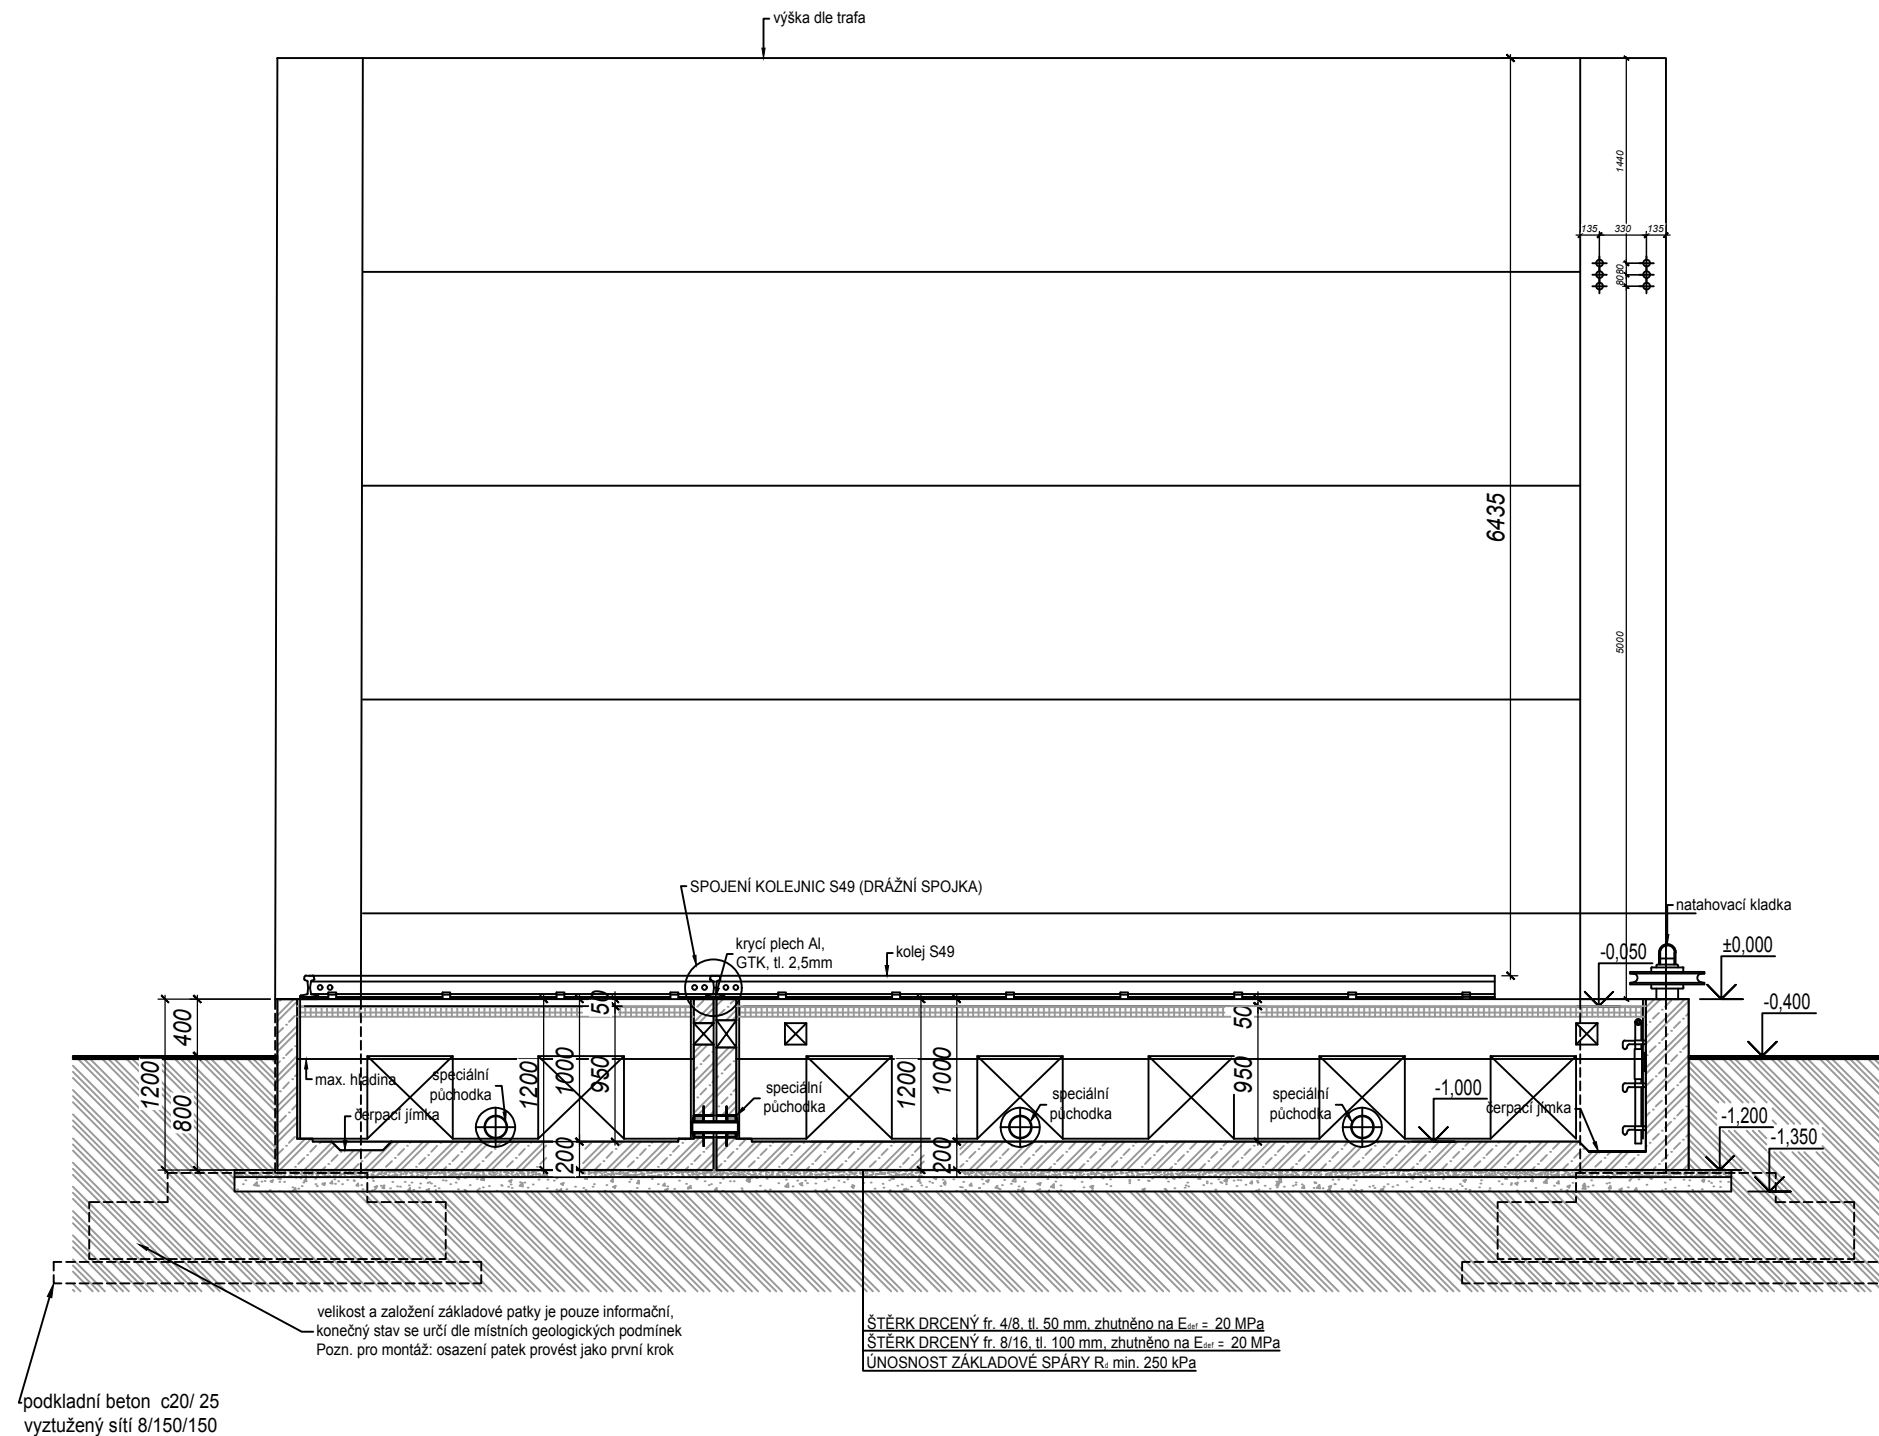 výška dle trafa
1440
135
330
135
80
80
6435
5000
SPOJENÍ KOLEJNIC S49 (DRÁŽNÍ SPOJKA)
natahovací kladka
krycí plech Al,
GTK, tl. 2,5mm
kolej S49
-0,050
±0,000
-0,400
1200
400
800
50
50
max. hladina
čerpací jímka
speciální
půchodka
1200
1000
950
200
speciální
půchodka
1200
1000
200
speciální
půchodka
950
speciální
půchodka
-1,000
čerpací jímka
-1,200
-1,350
velikost a založení základové patky je pouze informační,
konečný stav se určí dle místních geologických podmínek
Pozn. pro montáž: osazení patek provést jako první krok
ŠTĚRK DRCENÝ fr. 4/8, tl. 50 mm, zhutněno na Edef = 20 MPa
ŠTĚRK DRCENÝ fr. 8/16, tl. 100 mm, zhutněno na Edef = 20 MPa
ÚNOSNOST ZÁKLADOVÉ SPÁRY Rd min. 250 kPa
podkladní beton c20/ 25
vyztužený sítí 8/150/150